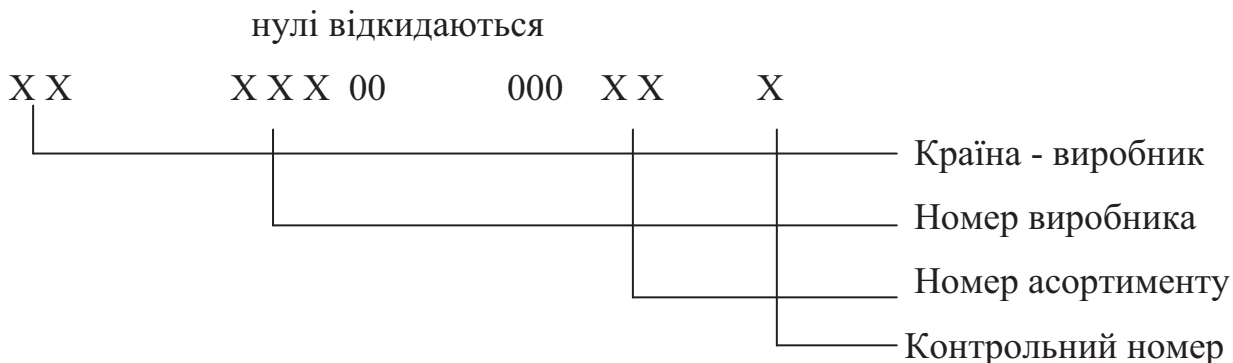 нулі відкидаються
Х Х Х Х Х 00 000 Х Х Х
Країна - виробник
Номер виробника
Номер асортименту
Контрольний номер